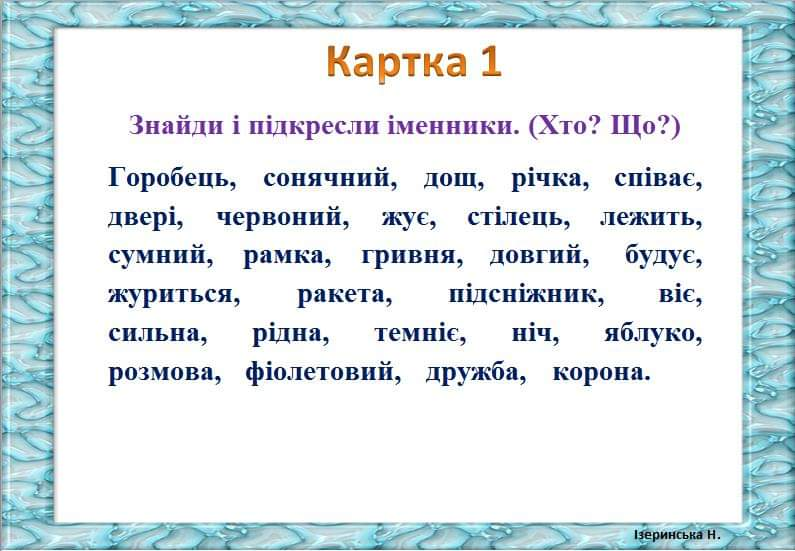 Картка 1
Знайди і підкресли іменники. (Хто? Що?)
Горобець, сонячний, дощ, річка, співає,
двері, червоний, жує, стілець, лежить,
сумний, рамка, гривня, довгий, будує,
журиться, ракета, підсніжник, віє,
сильна, рідна, темніє, ніч, яблуко,
розмова, фіолетовий, дружба, корона.
Ізеринська Н.